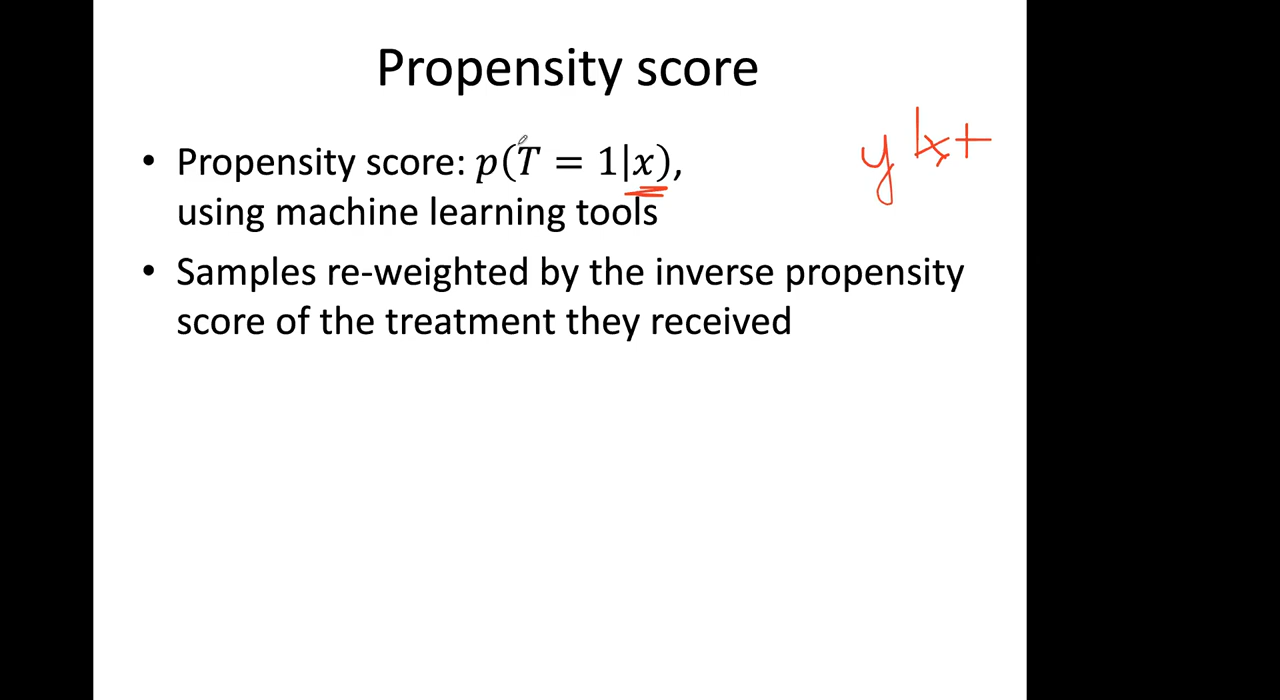 Propensity score
• Propensity score: p(T = 1|x),
using machine learning tools
• Samples re-weighted by the inverse propensity
score of the treatment they received
y|x t